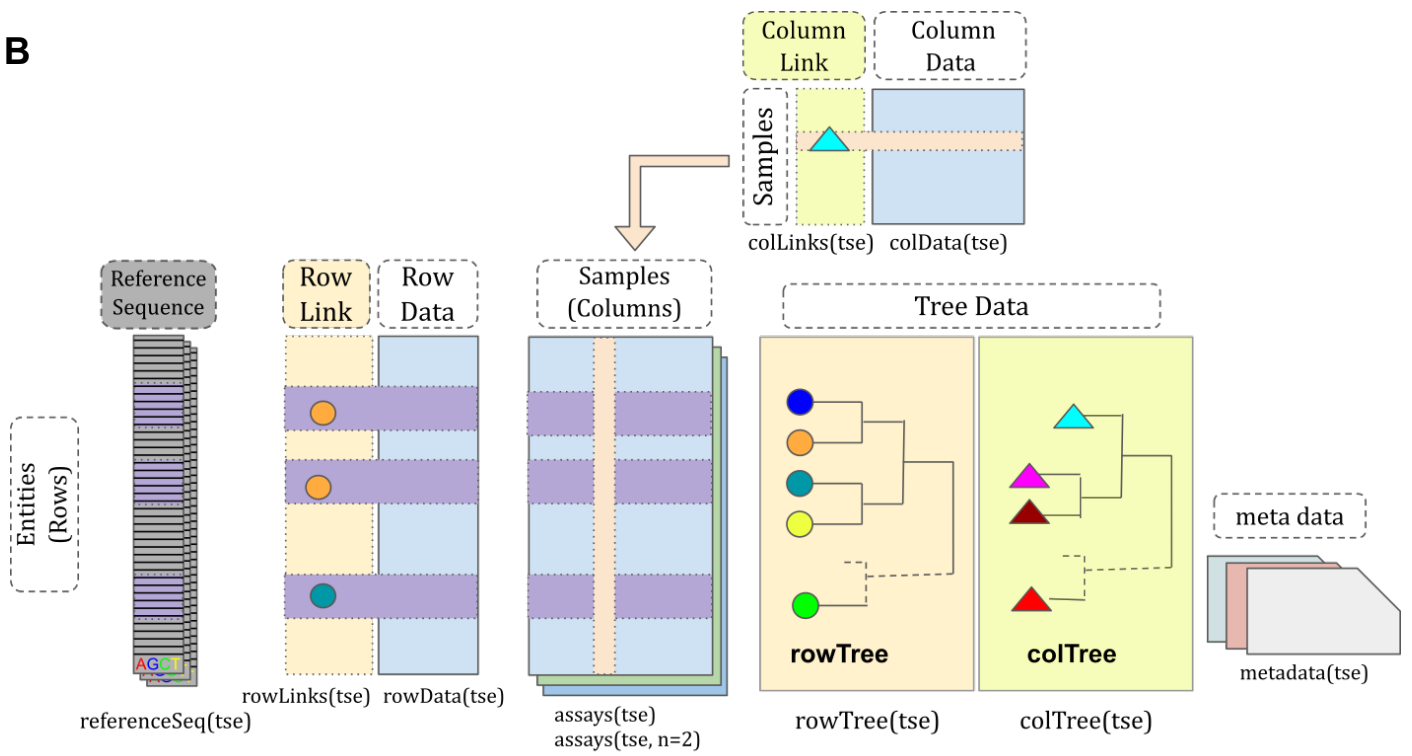 B
Column
Link
Column
Data
Samples
colLinks(tse)
colData(tse)
Reference
Sequence
Row
Link
Row
Data
Samples
(Columns)
Tree Data
Entities
(Rows)
meta data
AGCT
rowTree
colTree
referenceSeq(tse)
rowLinks(tse)
rowData(tse)
assays(tse)
assays(tse, n=2)
rowTree(tse)
colTree(tse)
metadata(tse)